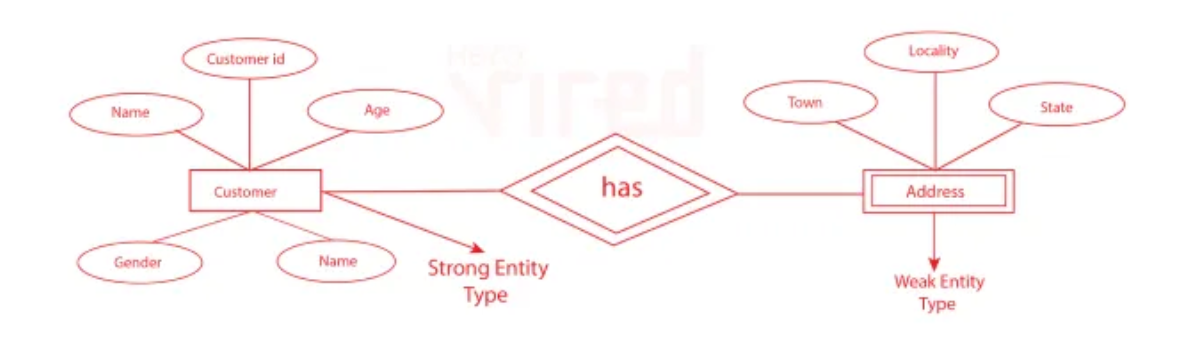 Customer id
Name
Age
Customer
Gender
Name
Strong Entity
Type
has
Locality
Town
State
Address
Weak Entity
Type